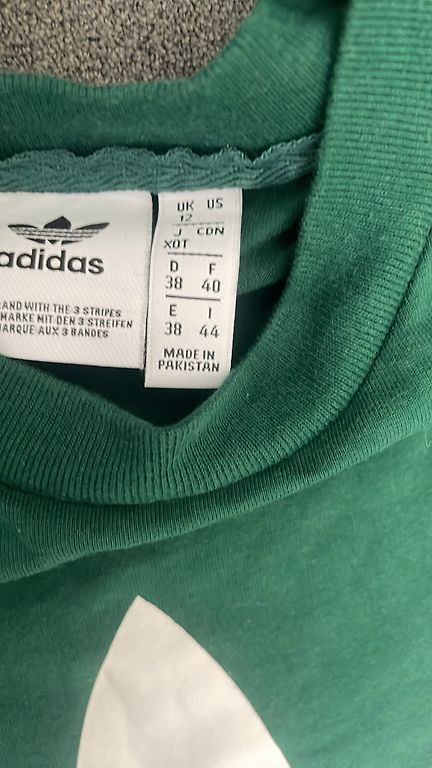 adidas
AND WITH THE 3 STRIPES
MARKE MIT DEN 3 STREIFEN
MARQUE AUX 3 BANDES
UK US
12
J CDN
XOT
D F
38 40
E I
38 44
MADE IN
PAKISTAN